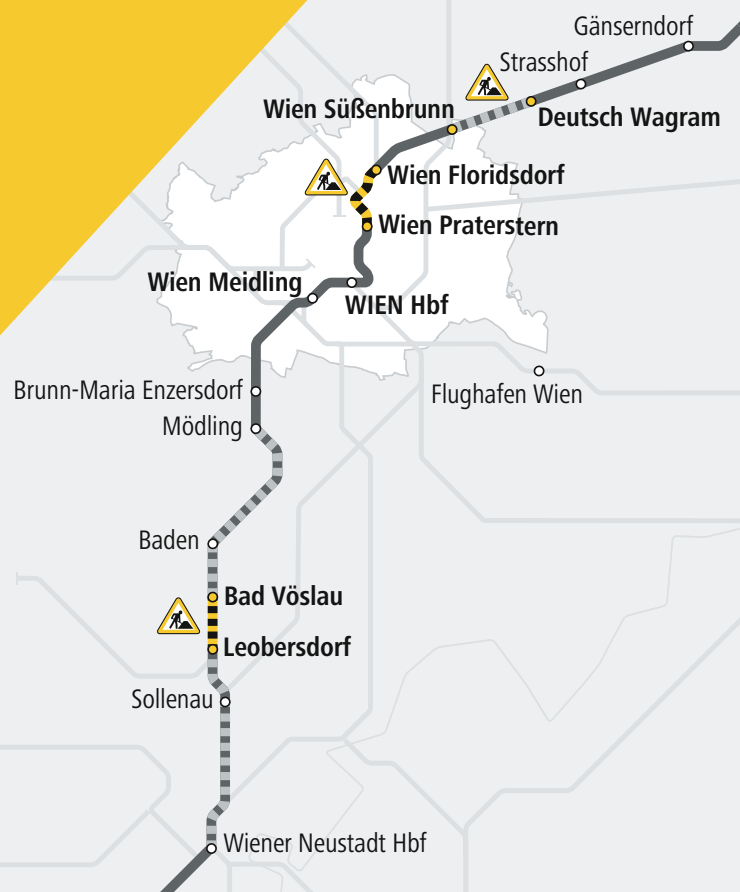 Gänserndorf
Strasshof
Wien Süßenbrunn
Deutsch Wagram
Wien Floridsdorf
Wien Praterstern
Wien Meidling
WIEN Hbf
Brunn-Maria Enzersdorf
Flughafen Wien
Mödling
Baden
Bad Vöslau
Leobersdorf
Sollenau
Wiener Neustadt Hbf